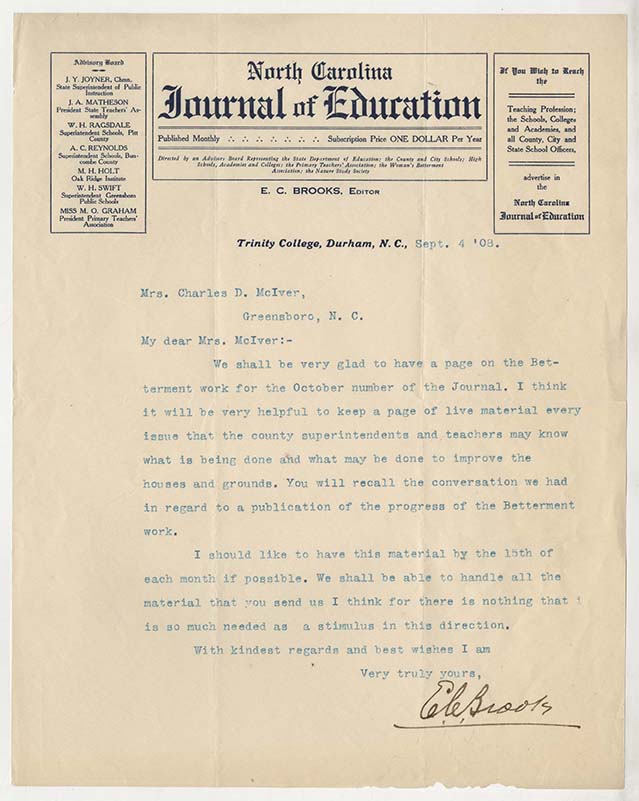 Advisory Board
J. Y. JOYNER, Chmn.
State Superintendent of Public
Instruction
J. A. MATHESON
President State Teachers' As-
sembly
W. H. RAGSDALE
Superintendent Schools, Pitt
County
A. C. REYNOLDS
Superintendent Schools, Bun-
combe County
M. H. HOLT
Oak Ridge Institute
W. H. SWIFT
Superintendent Greensboro
Public Schools
MISS M. O. GRAHAM
President Primary Teachers'
Association
North Carolina
Journal of Education
Published Monthly Subscription Price ONE DOLLAR Per Year
Directed by an Advisory Board Representing the State Department of Education; the County and City Schools; High
Schools, Academies and Colleges; the Primary Teachers' Association; the Woman's Betterment
Association; the Nature Study Society
E. C. BROOKS, EDITOR
If You Wish to Reach
the
Teaching Profession;
the Schools, Colleges
and Academies, and
all County, City and
State School Officers,
advertise in
the
North Carolina
Journal of Education
Trinity College, Durham, N. C., Sept. 4 '08.
Mrs. Charles D. McIver,
Greensboro, N. C.
My dear Mrs. McIver:-
We shall be very glad to have a page on the Bet-
terment work for the October number of the Journal. I think
it will be very helpful to keep a page of live material every
issue that the county superintendents and teachers may know
what is being done and what may be done to improve the
houses and grounds. You will recall the conversation we had
in regard to a publication of the progress of the Betterment
work.
I should like to have this material by the 15th of
each month if possible. We shall be able to handle all the
material that you send us I think for there is nothing that i
is so much needed as a stimulus in this direction.
With kindest regards and best wishes I am
Very truly yours,
E.C. Brooks